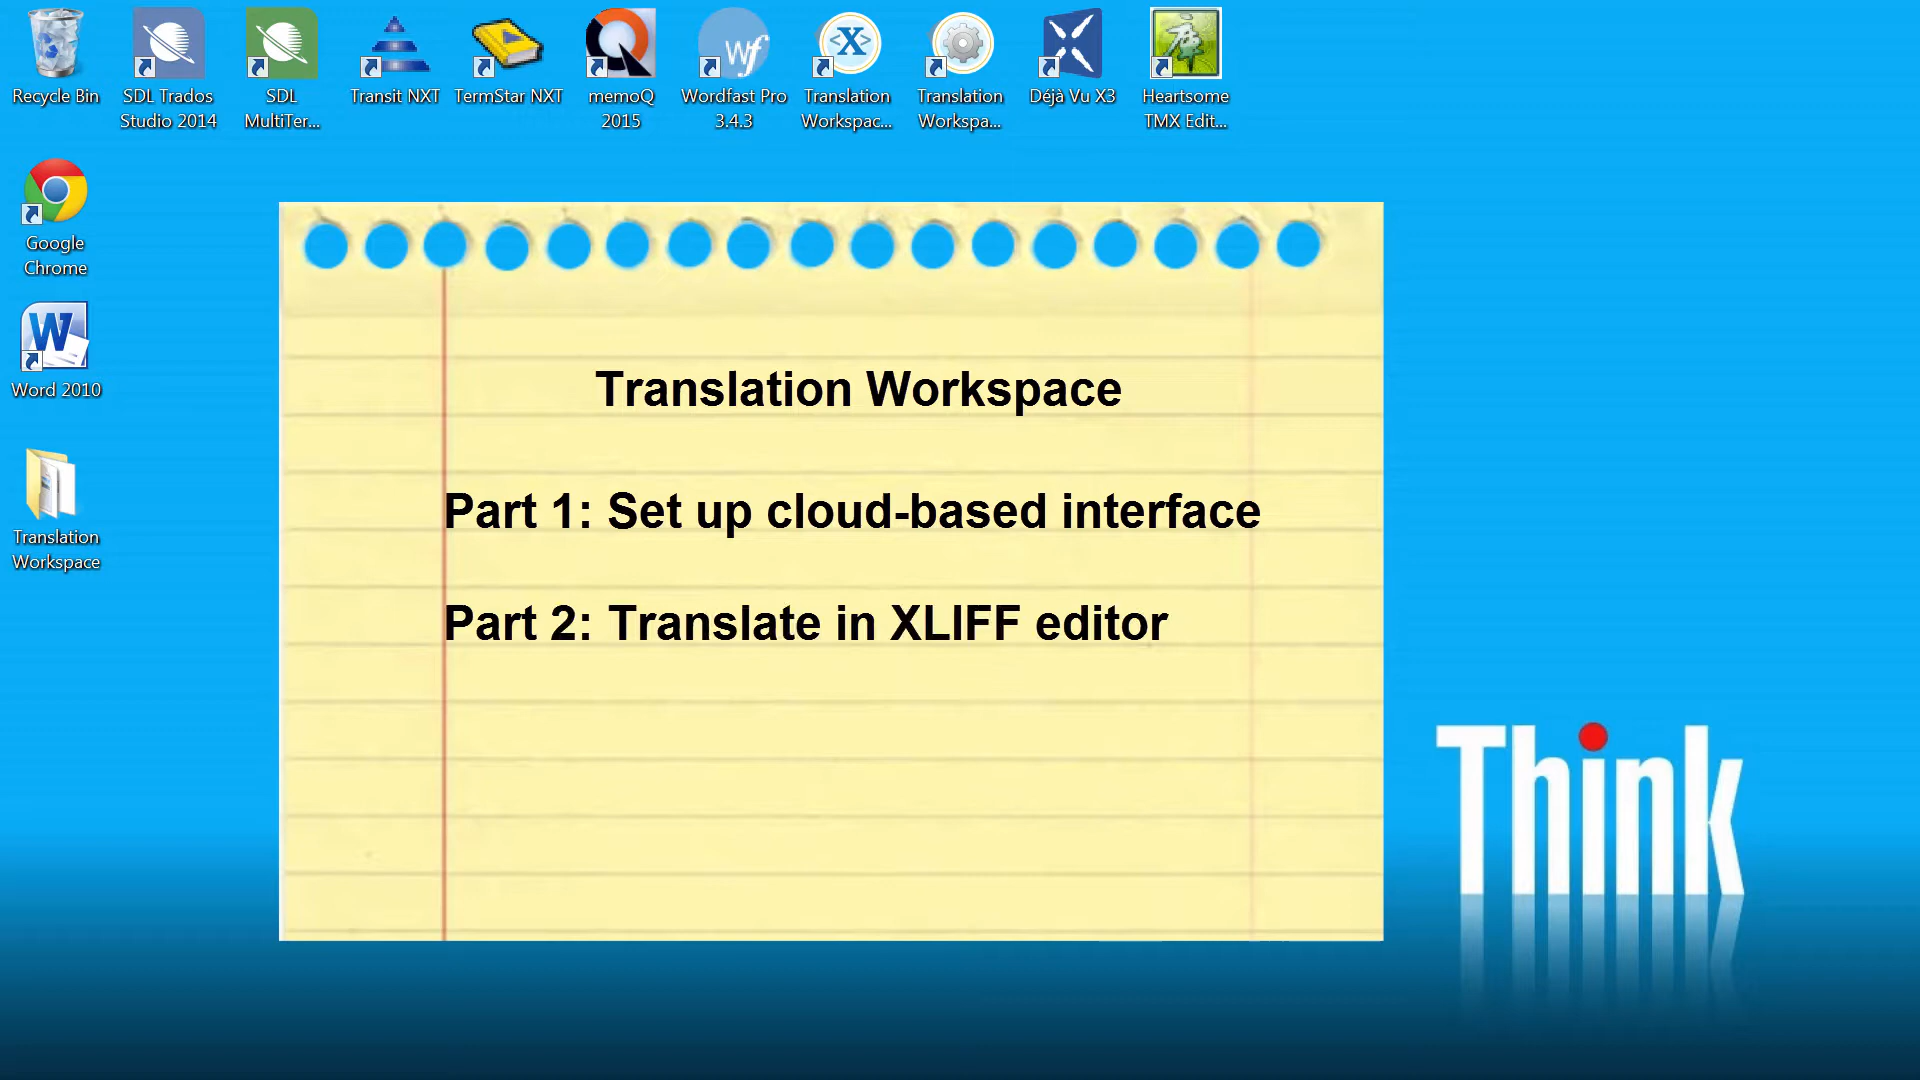 Recycle Bin
SDL Trados
Studio 2014
SDL
MultiTer...
Transit NXT
TermStar NXT
memoQ
2015
Wordfast Pro
3.4.3
Translation
Workspac...
Translation
Workspa...
Déjà Vu X3
Heartsome
TMX Edit...
Google
Chrome
Word 2010
Translation
Workspace
Translation Workspace
Part 1: Set up cloud-based interface
Part 2: Translate in XLIFF editor
Think
wf
<X>
W
库